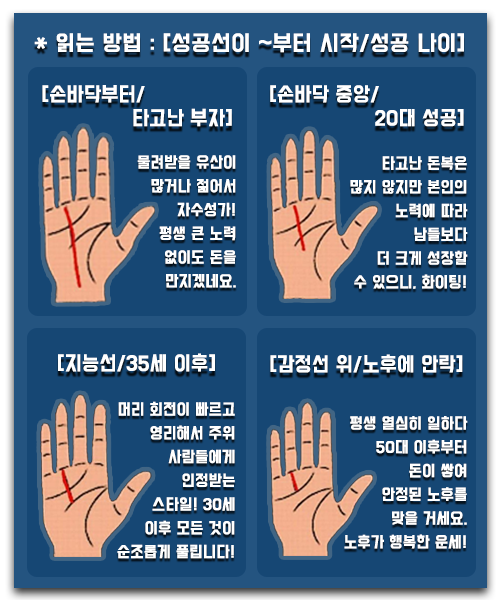 * 읽는 방법 : [성공선이 ~부터 시작/성공 나이]
[손바닥부터/
타고난 부자]
물려받을 유산이
많거나 젊어서
자수성가!
평생 큰 노력
없이도 돈을
만지겠네요.
[손바닥 중앙/
20대 성공]
타고난 돈복은
많지 않지만 본인의
노력에 따라
남들보다
더 크게 성장할
수 있으니. 화이팅!
[지능선/35세 이후]
머리 회전이 빠르고
영리해서 주위
사람들에게
인정받는
스타일! 30세
이후 모든 것이
순조롭게 풀립니다!
[감정선 위/노후에 안락]
평생 열심히 일하다
50대 이후부터
돈이 쌓여
안정된 노후를
맞을 거세요.
노후가 행복한 운세!